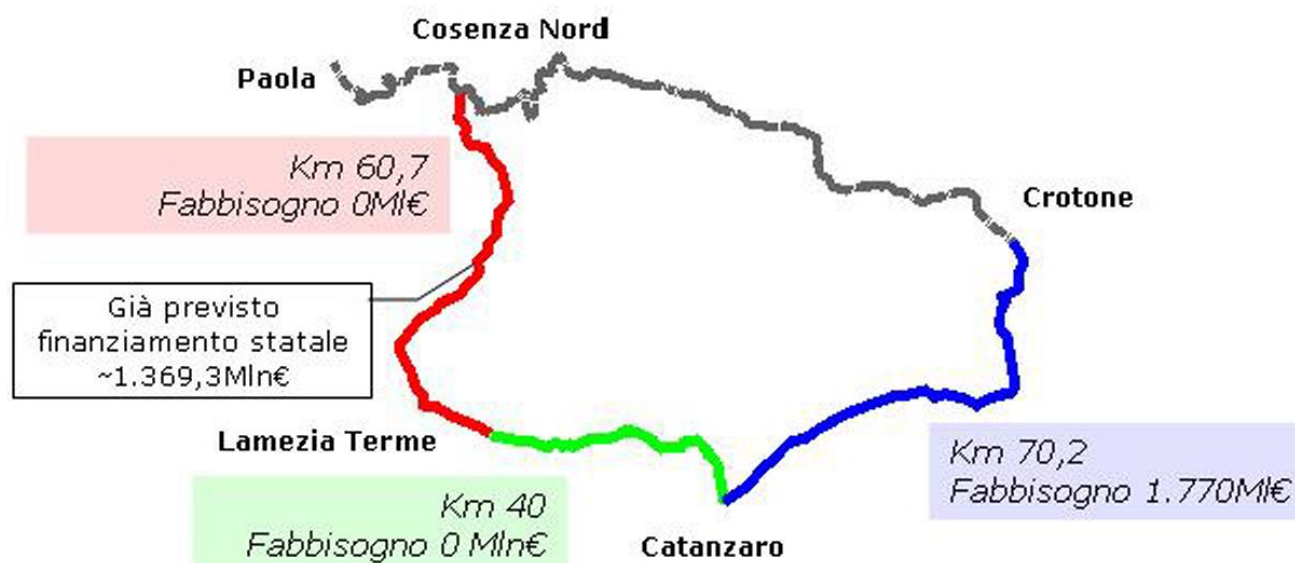 Cosenza Nord
Paola
Km 60,7
Fabbisogno 0Ml€
Crotone
Già previsto
finanziamento statale
~1.369,3Mln€
Lamezia Terme
Km 70,2
Fabbisogno 1.770Ml€
Km 40
Fabbisogno 0 Mln€
Catanzaro